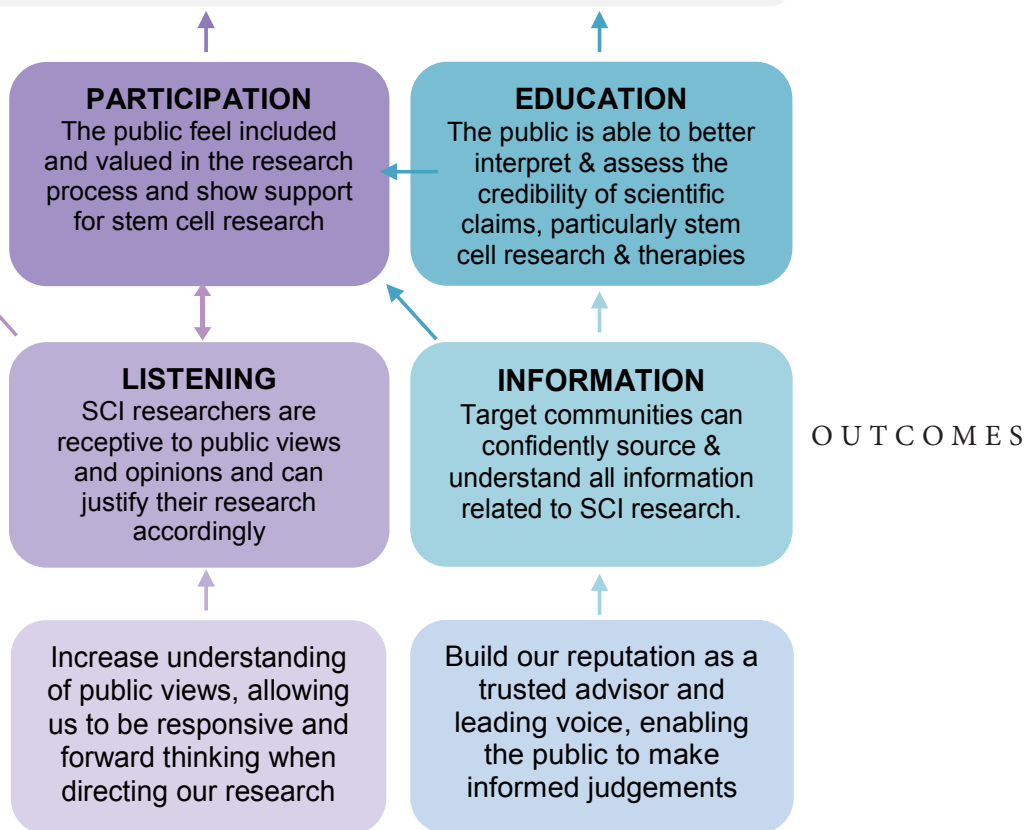 PARTICIPATION
The public feel included
and valued in the research
process and show support
for stem cell research
EDUCATION
The public is able to better
interpret & assess the
credibility of scientific
claims, particularly stem
cell research & therapies
LISTENING
SCI researchers are
receptive to public views
and opinions and can
justify their research
accordingly
INFORMATION
Target communities can
confidently source &
understand all information
related to SCI research.
OUTCOMES
Increase understanding
of public views, allowing
us to be responsive and
forward thinking when
directing our research
Build our reputation as a
trusted advisor and
leading voice, enabling
the public to make
informed judgements